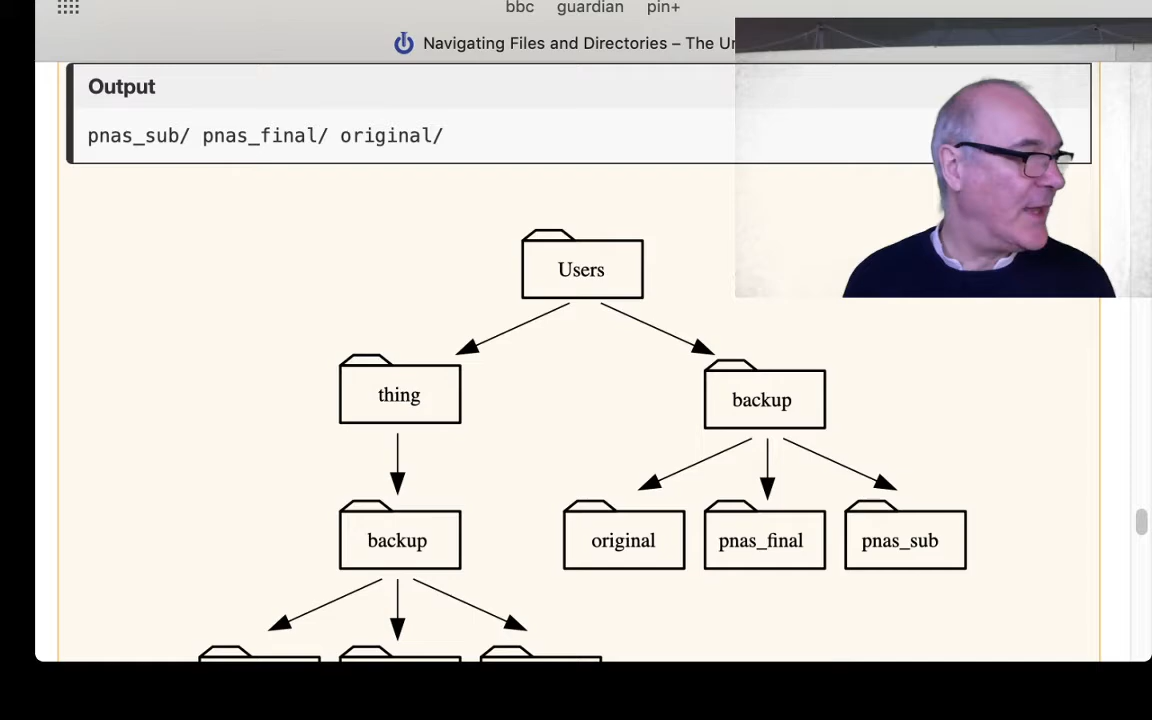 bbc guardian pin+
Navigating Files and Directories – The Un
Output
pnas_sub/ pnas_final/ original/
Users
thing
backup
backup
original
pnas_final
pnas_sub